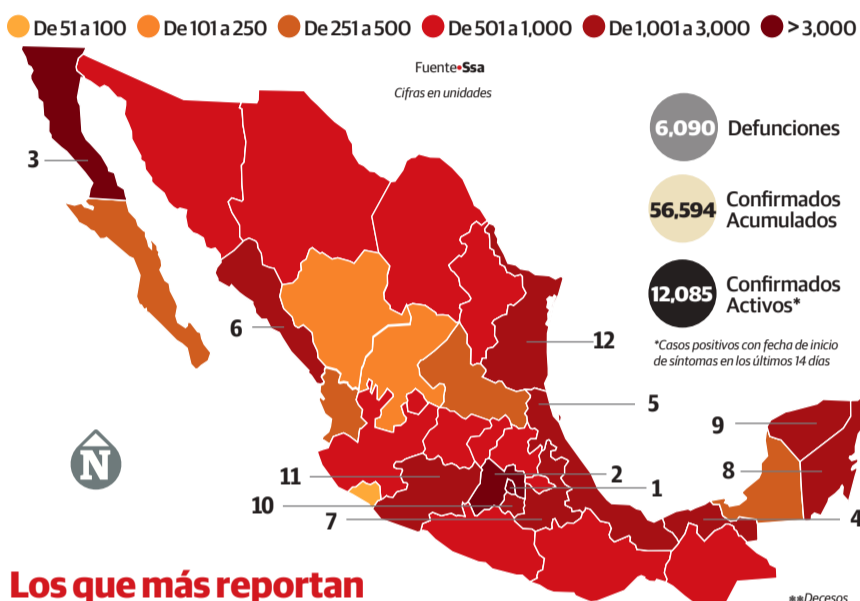 De 51 a 100 De 101 a 250 De 251 a 500 De 501 a 1,000 De 1,001 a 3,000 > 3,000
Fuente•Ssa
Cifras en unidades
6,090 Defunciones
3
56,594 Confirmados
Acumulados
12,085 Confirmados
Activos*
*Casos positivos con fecha de inicio
de síntomas en los últimos 14 días
6
12
5
9
N
11
2
8
10
1
7
4
Los que más reportan
**Decesos